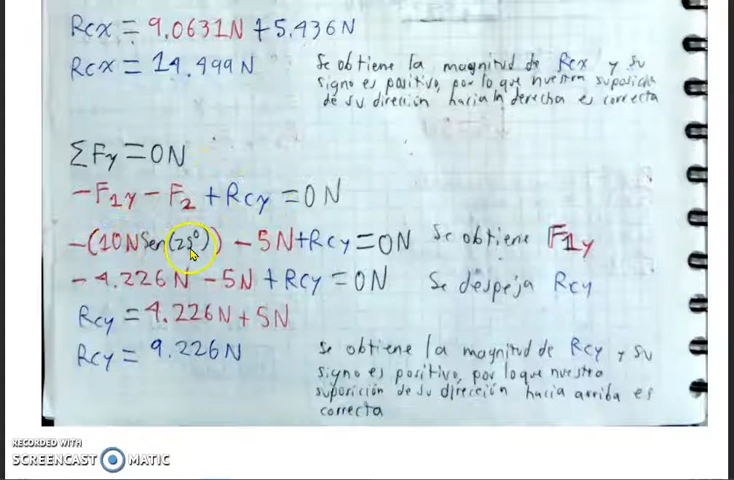 Rcx = 9.0631N + 5.436N
Rcx = 14.499N
Se obtiene la magnitud de Rcx y su
signo es positivo, por lo que nuestra suposición
de su dirección hacia la derecha es correcta
ΣFy = 0N
-F1y - F2 + Rcy = 0N
-(10N Sen(25°)) - 5N + Rcy = 0N Se obtiene F1y
-4.226N - 5N + Rcy = 0N Se despeja Rcy
Rcy = 4.226N + 5N
Rcy = 9.226N
Se obtiene la magnitud de Rcy y su
signo es positivo, por lo que nuestra
suposición de su dirección hacia arriba es
correcta
RECORDED WITH
SCREENCAST MATIC